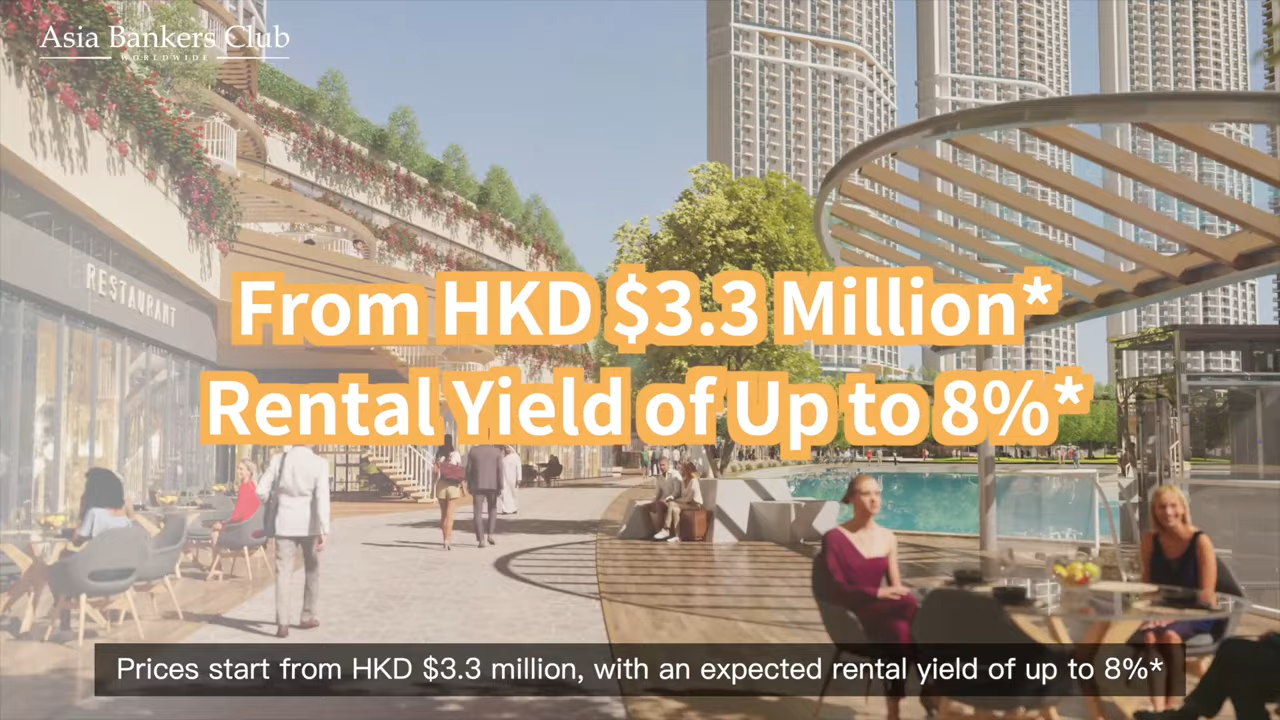 Asia Bankers Club
WORLDWIDE
RESTAURANT
From HKD $3.3 Million*
Rental Yield of Up to 8%*
Prices start from HKD $3.3 million, with an expected rental yield of up to 8%*